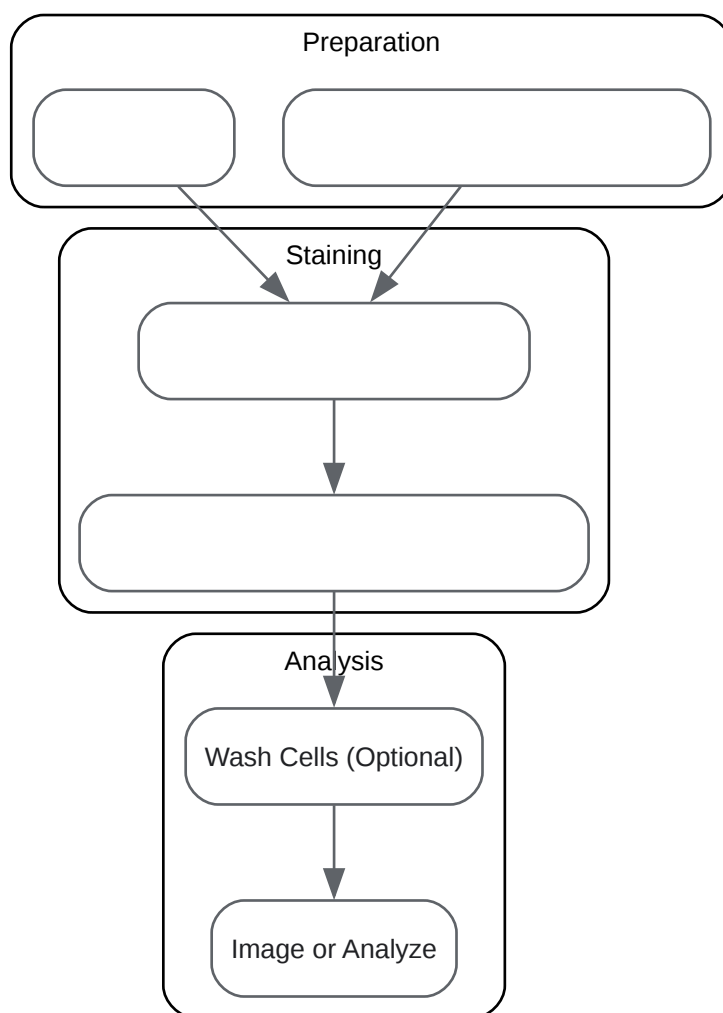 Preparation
Staining
Analysis
Wash Cells (Optional)
Image or Analyze